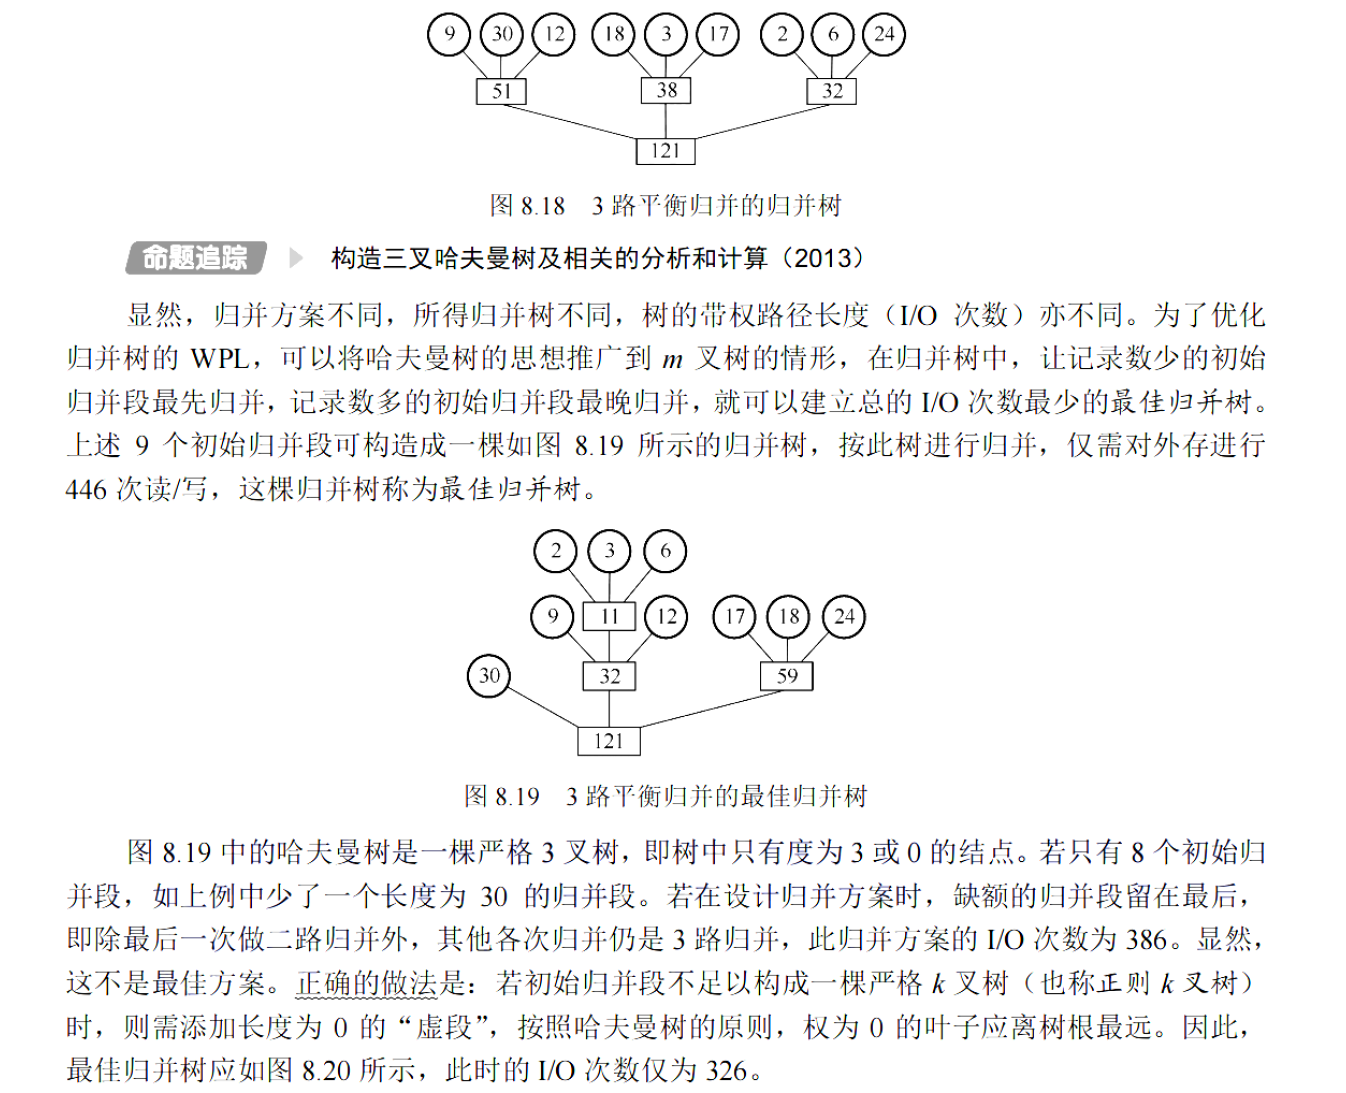 9 30 12 18 3 17 2 6 24
51 38 32
121
图 8.18 3 路平衡归并的归并树
命题追踪 构造三叉哈夫曼树及相关的分析和计算（2013）
显然，归并方案不同，所得归并树不同，树的带权路径长度（I/O 次数）亦不同。为了优化
归并树的 WPL，可以将哈夫曼树的思想推广到 m 叉树的情形，在归并树中，让记录数少的初始
归并段最先归并，记录数多的初始归并段最晚归并，就可以建立总的 I/O 次数最少的最佳归并树。
上述 9 个初始归并段可构造成一棵如图 8.19 所示的归并树，按此树进行归并，仅需对外存进行
446 次读/写，这棵归并树称为最佳归并树。
2 3 6
9 11 12 17 18 24
30 32 59
121
图 8.19 3 路平衡归并的最佳归并树
图 8.19 中的哈夫曼树是一棵严格 3 叉树，即树中只有度为 3 或 0 的结点。若只有 8 个初始归
并段，如上例中少了一个长度为 30 的归并段。若在设计归并方案时，缺额的归并段留在最后，
即除最后一次做二路归并外，其他各次归并仍是 3 路归并，此归并方案的 I/O 次数为 386。显然，
这不是最佳方案。正确的做法是：若初始归并段不足以构成一棵严格 k 叉树（也称正则 k 叉树）
时，则需添加长度为 0 的“虚段”，按照哈夫曼树的原则，权为 0 的叶子应离树根最远。因此，
最佳归并树应如图 8.20 所示，此时的 I/O 次数仅为 326。